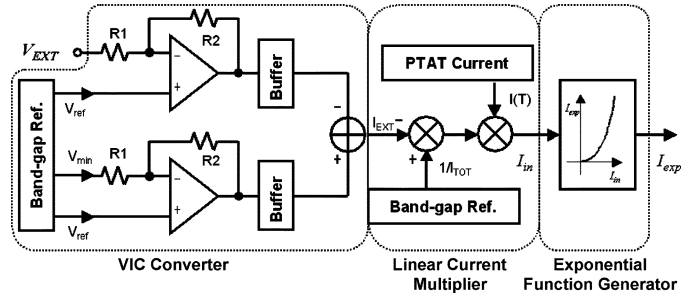 R1
R2
V_EXT
Buffer
PTAT Current
Band-gap Ref.
V_ref
−
+
I(T)
I_exp
I_in
−
I_EXT −
+
+
1/I_TOT
I_in
I_exp
V_min
R1
R2
−
+
V_ref
Buffer
Band-gap Ref.
VIC Converter
Linear Current
Multiplier
Exponential
Function Generator